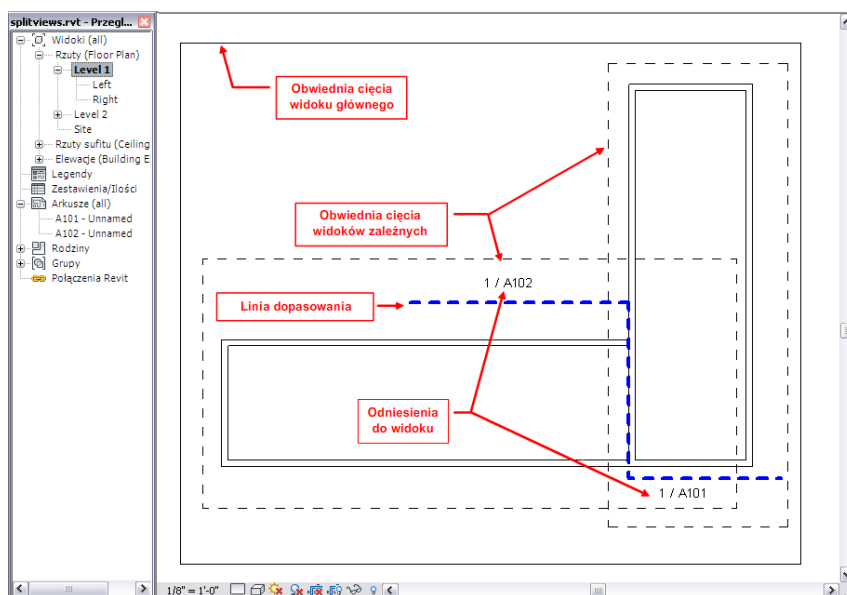 splitviews.rvt - Przegl...
Widoki (all)
Rzuty (Floor Plan)
Level 1
Left
Right
Level 2
Site
Rzuty sufitu (Ceiling
Elewacje (Building E
Legendy
Zestawienia/Ilości
Arkusze (all)
A101 - Unnamed
A102 - Unnamed
Rodziny
Grupy
Połączenia Revit
Obwiednia cięcia
widoku głównego
Obwiednia cięcia
widoków zależnych
1 / A102
Linia dopasowania
Odniesienia
do widoku
1 / A101
1/8" = 1'-0"